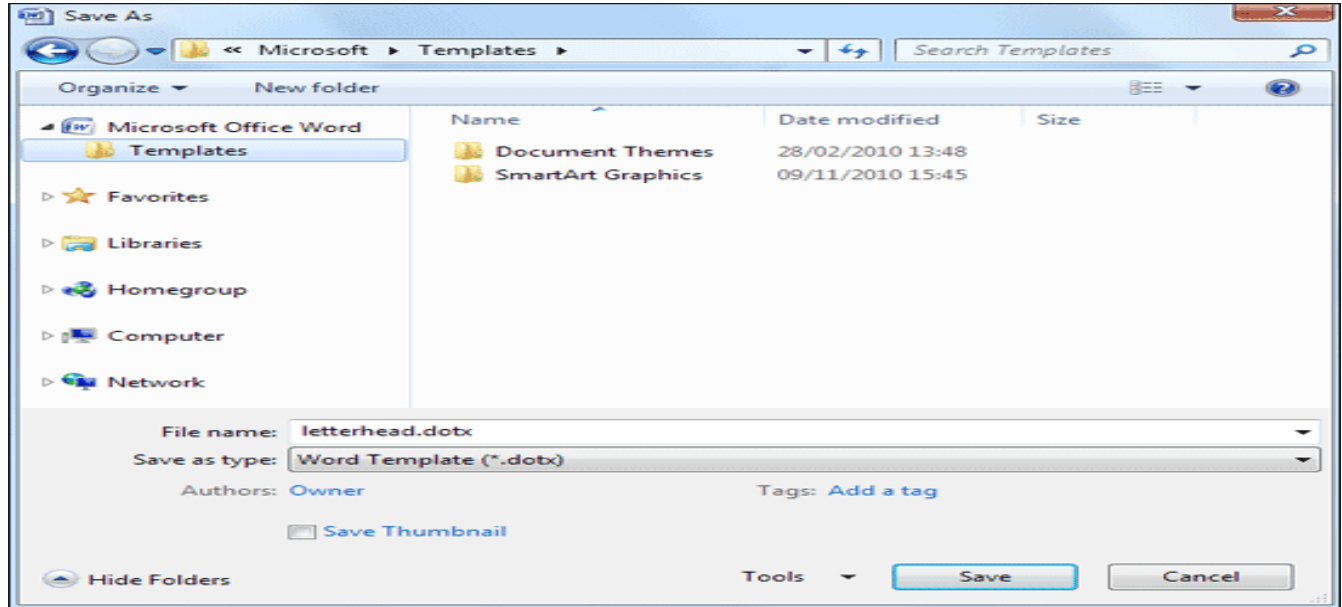 Save As
« Microsoft ▸ Templates ▸ Search Templates
Organize New folder
Name Date modified Size
Microsoft Office Word
Templates
Document Themes 28/02/2010 13:48
SmartArt Graphics 09/11/2010 15:45
Favorites
Libraries
Homegroup
Computer
Network
File name: letterhead.dotx
Save as type: Word Template (*.dotx)
Authors: Owner Tags: Add a tag
Save Thumbnail
Hide Folders Tools Save Cancel